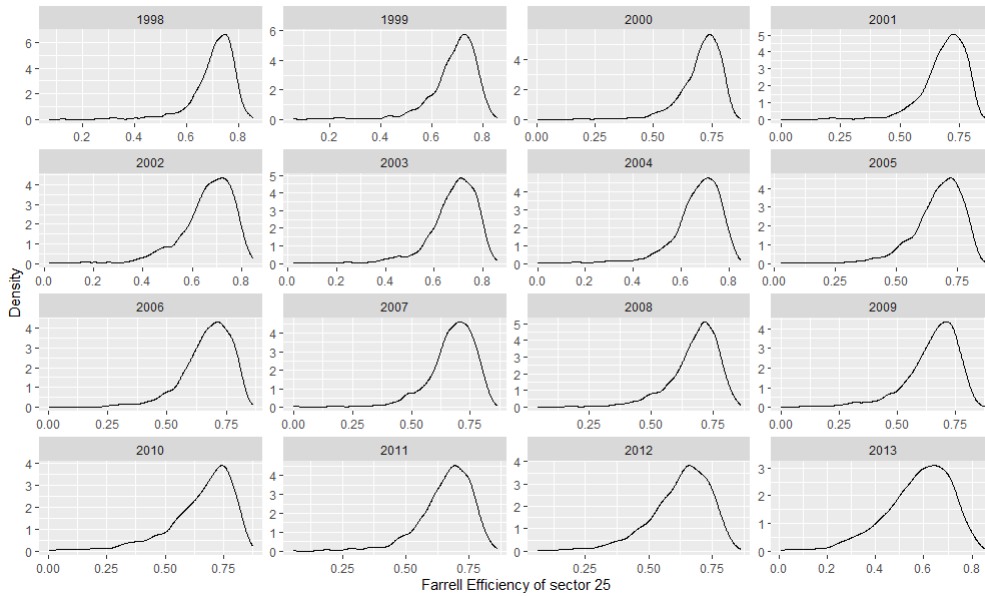 1998 1999 2000 2001
6 4 2 0
6 4 2 0
4 2 0
5 4 3 2 1 0
0.2 0.4 0.6 0.8
0.2 0.4 0.6 0.8
0.00 0.25 0.50 0.75
0.00 0.25 0.50 0.75
2002 2003 2004 2005
4 3 2 1 0
5 4 3 2 1 0
4 3 2 1 0
4 3 2 1 0
0.0 0.2 0.4 0.6 0.8
0.0 0.2 0.4 0.6 0.8
0.0 0.2 0.4 0.6 0.8
0.00 0.25 0.50 0.75
Density
2006 2007 2008 2009
4 3 2 1 0
4 3 2 1 0
5 4 3 2 1 0
4 3 2 1 0
0.00 0.25 0.50 0.75
0.25 0.50 0.75
0.25 0.50 0.75
0.00 0.25 0.50 0.75
2010 2011 2012 2013
4 3 2 1 0
4 3 2 1 0
4 3 2 1 0
3 2 1 0
0.00 0.25 0.50 0.75
0.25 0.50 0.75
0.00 0.25 0.50 0.75
0.0 0.2 0.4 0.6 0.8
Farrell Efficiency of sector 25